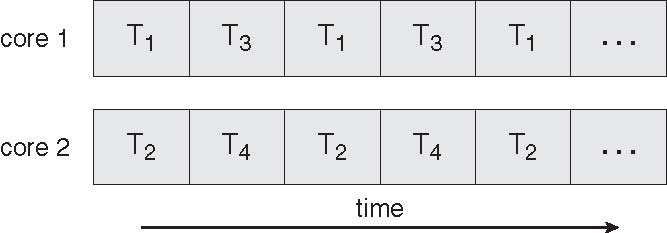 core 1 T₁ T₃ T₁ T₃ T₁ ...
core 2 T₂ T₄ T₂ T₄ T₂ ...
time